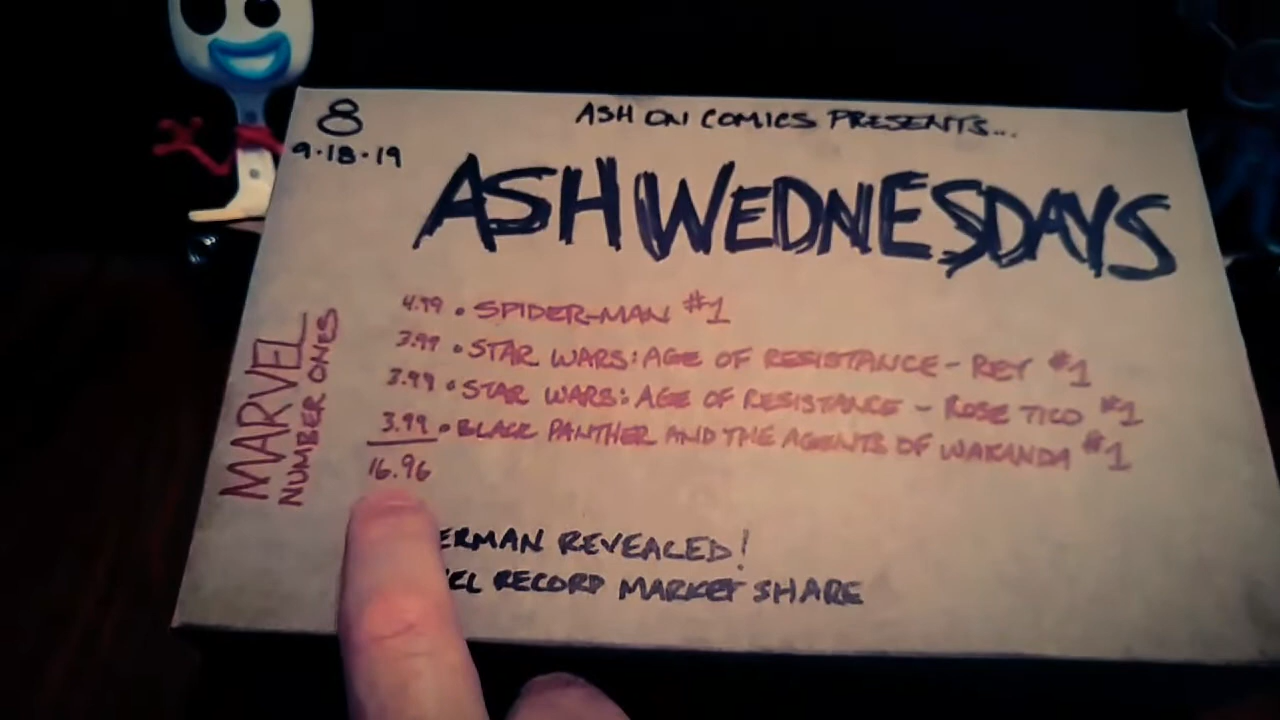 8
9.18.19
ASH ON COMICS PRESENTS...
ASH WEDNESDAYS
MARVEL
NUMBER ONES
4.99 • SPIDER-MAN #1
3.99 • STAR WARS: AGE OF RESISTANCE - REY #1
3.99 • STAR WARS: AGE OF RESISTANCE - ROSE TICO #1
3.99 • BLACK PANTHER AND THE AGENTS OF WAKANDA #1
16.96
ERMAN REVEALED!
RECORD MARKET SHARE